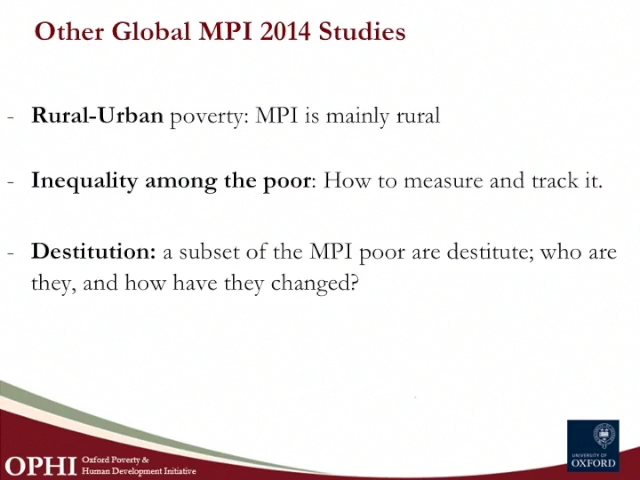 Other Global MPI 2014 Studies
- Rural-Urban poverty: MPI is mainly rural
- Inequality among the poor: How to measure and track it.
- Destitution: a subset of the MPI poor are destitute; who are
they, and how have they changed?
OPHI Oxford Poverty &
Human Development Initiative
UNIVERSITY OF
OXFORD